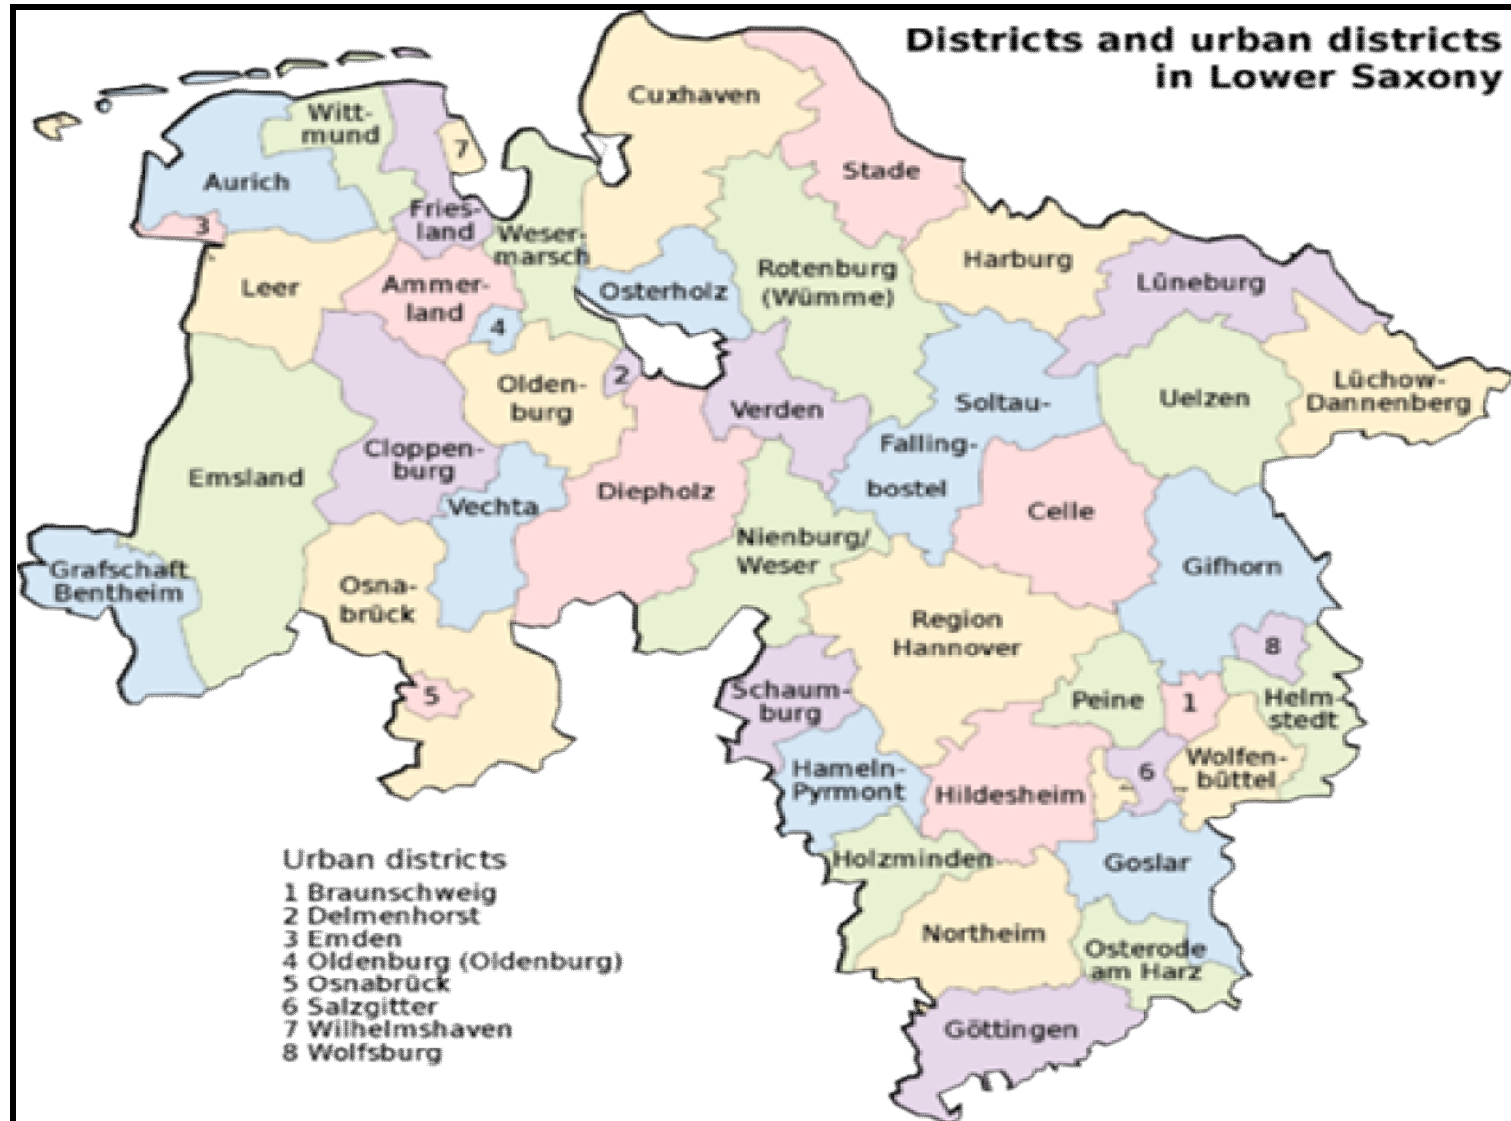 Districts and urban districts
in Lower Saxony
Cuxhaven
Witt-
mund
7
Stade
Aurich
3
Fries-
land
Weser-
marsch
Leer
Ammer-
land
4
Osterholz
Rotenburg
(Wümme)
Harburg
Lüneburg
2
Olden-
burg
Verden
Soltau-
Falling-
bostel
Uelzen
Lüchow-
Dannenberg
Emsland
Cloppen-
burg
Vechta
Diepholz
Celle
Nienburg/
Weser
Gifhorn
Grafschaft
Bentheim
Osna-
brück
Region
Hannover
8
5
Schaum-
burg
Peine
1
Helm-
stedt
Hameln-
Pyrmont
Hildesheim
6
Wolfen-
büttel
Holzminden
Goslar
Northeim
Osterode
am Harz
Göttingen
Urban districts
1 Braunschweig
2 Delmenhorst
3 Emden
4 Oldenburg (Oldenburg)
5 Osnabrück
6 Salzgitter
7 Wilhelmshaven
8 Wolfsburg